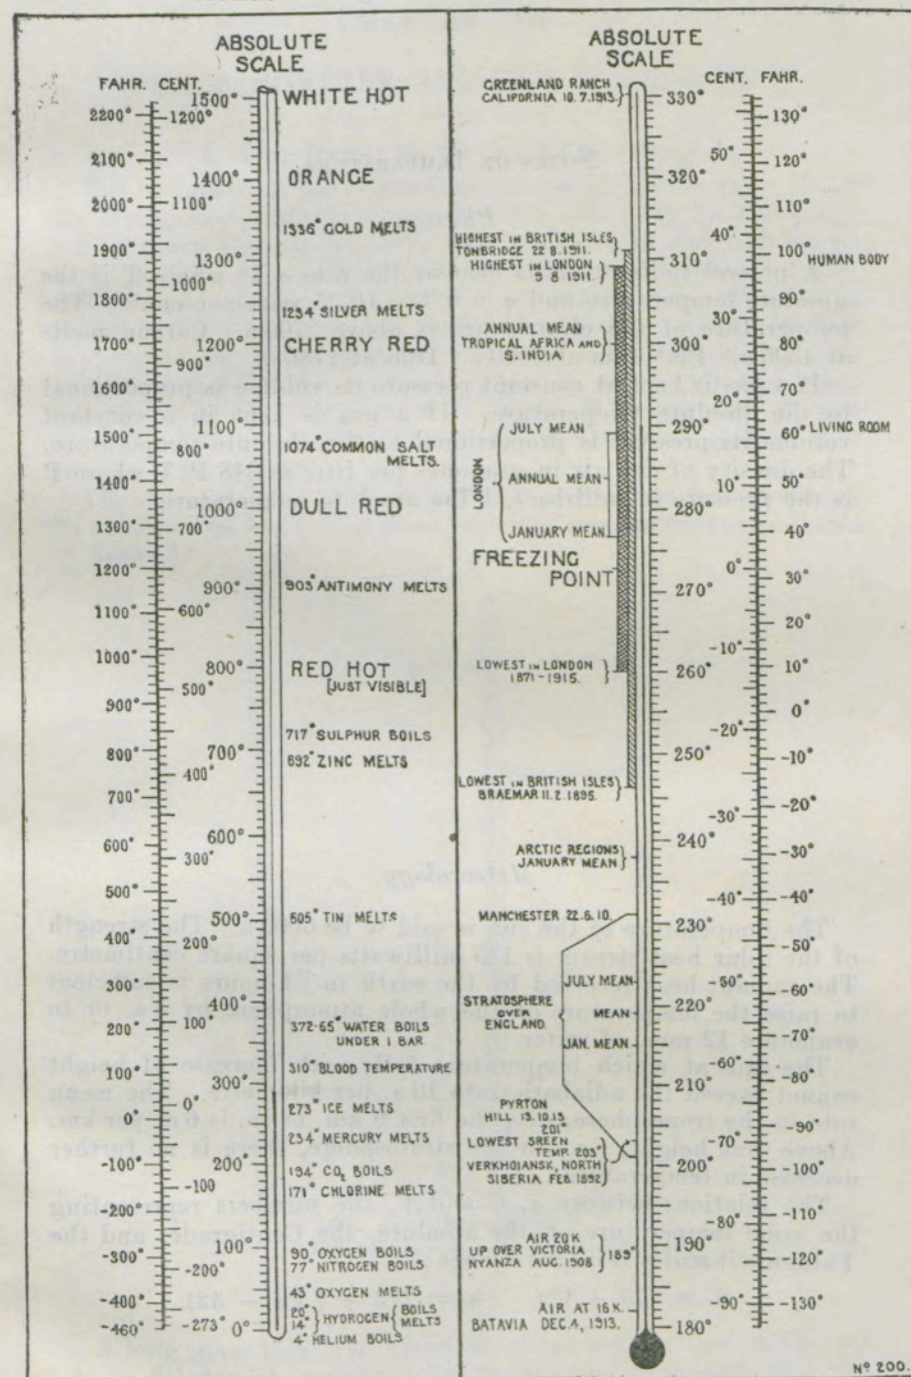 ABSOLUTE
SCALE
FAHR. CENT.
2200°
2100°
2000°
1900°
1800°
1700°
1600°
1500°
1400°
1300°
1200°
1100°
1000°
900°
800°
700°
600°
500°
400°
300°
200°
100°
0°
-100°
-200°
-300°
-400°
-460°
1200°
1100°
1000°
900°
800°
700°
600°
500°
400°
300°
200°
100°
0°
-100
-200°
-273°
1500°
1400°
1300°
1200°
1100°
1000°
900°
800°
700°
600°
500°
400°
300°
200°
100°
0°
WHITE HOT
ORANGE
1336° GOLD MELTS
1234° SILVER MELTS
CHERRY RED
1074° COMMON SALT
MELTS.
DULL RED
903° ANTIMONY MELTS
RED HOT
[JUST VISIBLE]
717° SULPHUR BOILS
692° ZINC MELTS
505° TIN MELTS
372·65° WATER BOILS
UNDER 1 BAR
310° BLOOD TEMPERATURE
273° ICE MELTS
234° MERCURY MELTS
194° CO₂ BOILS
171° CHLORINE MELTS
90° OXYGEN BOILS
77° NITROGEN BOILS
43° OXYGEN MELTS
20° HYDROGEN BOILS
14° MELTS
4° HELIUM BOILS
ABSOLUTE
SCALE
CENT. FAHR.
GREENLAND RANCH
CALIFORNIA 10.7.1913.
HIGHEST IN BRITISH ISLES
TONBRIDGE 22 8.1911.
HIGHEST IN LONDON
9 8 1911.
ANNUAL MEAN
TROPICAL AFRICA AND
S. INDIA
LONDON
JULY MEAN
ANNUAL MEAN
JANUARY MEAN
FREEZING
POINT
LOWEST IN LONDON
1871-1915.
LOWEST IN BRITISH ISLES
BRAEMAR 11.2.1895.
ARCTIC REGIONS
JANUARY MEAN
MANCHESTER 22.6.10.
JULY MEAN
STRATOSPHERE
OVER
ENGLAND.
MEAN
JAN. MEAN
PYRTON
HILL. 13.10.13
201°
LOWEST SREEN
TEMP. 203°
VERKHOIANSK, NORTH
SIBERIA FEB. 1892
AIR 20 K
UP OVER VICTORIA
NYANZA AUG. 1908
189°
AIR AT 16 K.
BATAVIA DEC 4, 1913.
330°
320°
310°
300°
290°
280°
270°
260°
250°
240°
230°
220°
210°
200°
190°
180°
50°
40°
30°
20°
10°
0°
-10°
-20°
-30°
-40°
-50°
-60°
-70°
-80°
-90°
130°
120°
110°
100° HUMAN BODY
90°
80°
70°
60° LIVING ROOM
50°
40°
30°
20°
10°
0°
-10°
-20°
-30°
-40°
-50°
-60°
-70°
-80°
-90°
-100°
-110°
-120°
-130°
Nº 200.